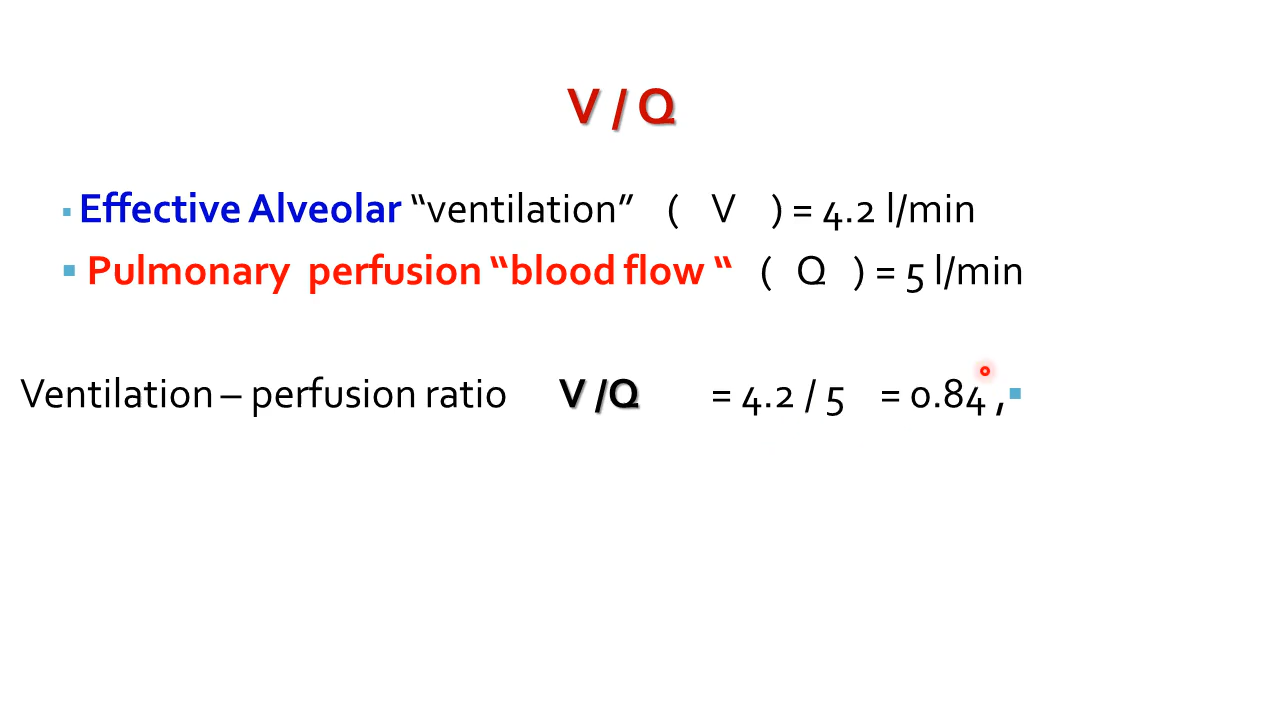 V / Q
▪ Effective Alveolar “ventilation” ( V ) = 4.2 l/min
▪ Pulmonary perfusion “blood flow “ ( Q ) = 5 l/min
Ventilation – perfusion ratio V /Q = 4.2 / 5 = 0.84 ,▪